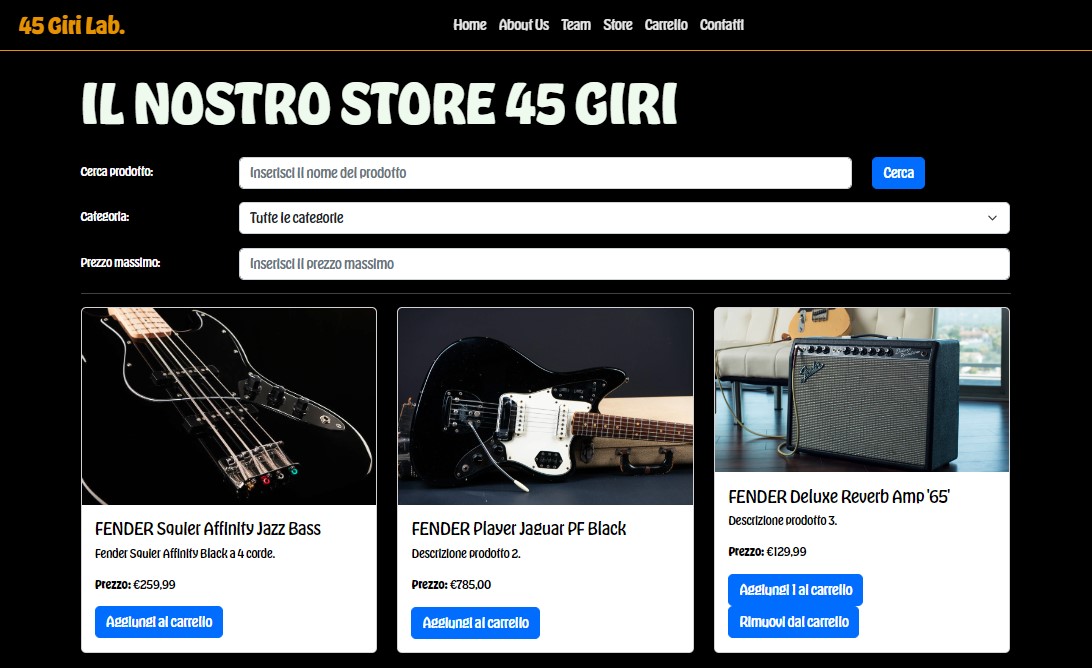 45 Giri Lab.
Home About Us Team Store Carrello Contatti
IL NOSTRO STORE 45 GIRI
Cerca prodotto: Inserisci il nome del prodotto Cerca
Categoria: Tutte le categorie
Prezzo massimo: Inserisci il prezzo massimo
FENDER Squier Affinity Jazz Bass
Fender Squier Affinity Black a 4 corde.
Prezzo: €259,99
Aggiungi al carrello
FENDER Player Jaguar PF Black
Descrizione prodotto 2.
Prezzo: €785,00
Aggiungi al carrello
Fender
FENDER Deluxe Reverb Amp '65'
Descrizione prodotto 3.
Prezzo: €129,99
Aggiungi 1 al carrello
Rimuovi dal carrello